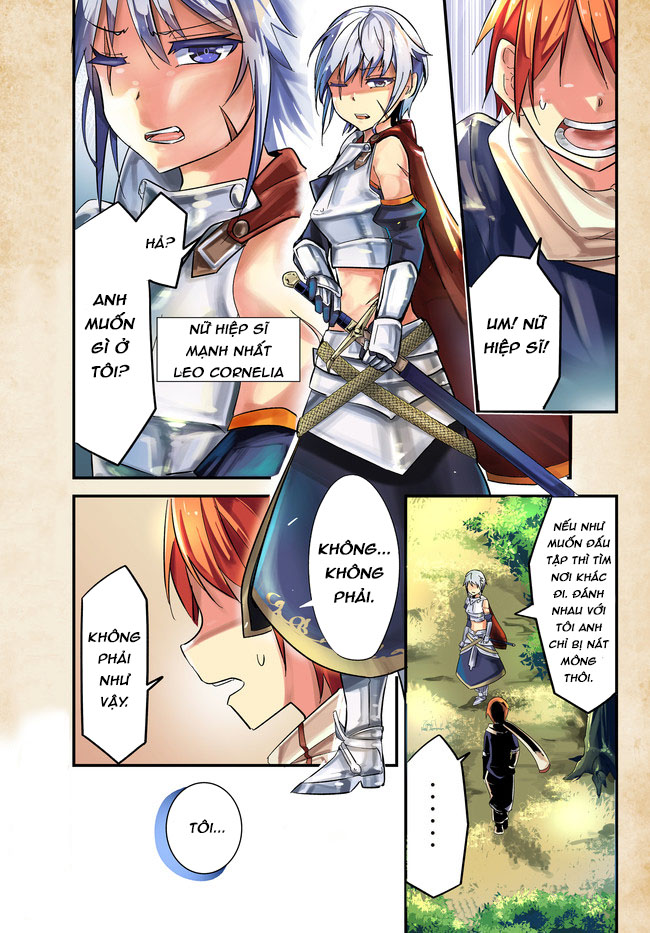 UM! NỮ
HIỆP SĨ!
HẢ?
ANH
MUỐN
GÌ Ở
TÔI?
NỮ HIỆP SĨ
MẠNH NHẤT
LEO CORNELIA
NẾU NHƯ
MUỐN ĐẤU
TẬP THÌ TÌM
NƠI KHÁC
ĐI. ĐÁNH
NHAU VỚI
TÔI ANH
CHỈ BỊ NÁT
MÔNG
THÔI.
......
KHÔNG...
KHÔNG
PHẢI.
KHÔNG
PHẢI
NHƯ
VẬY.
TÔI...